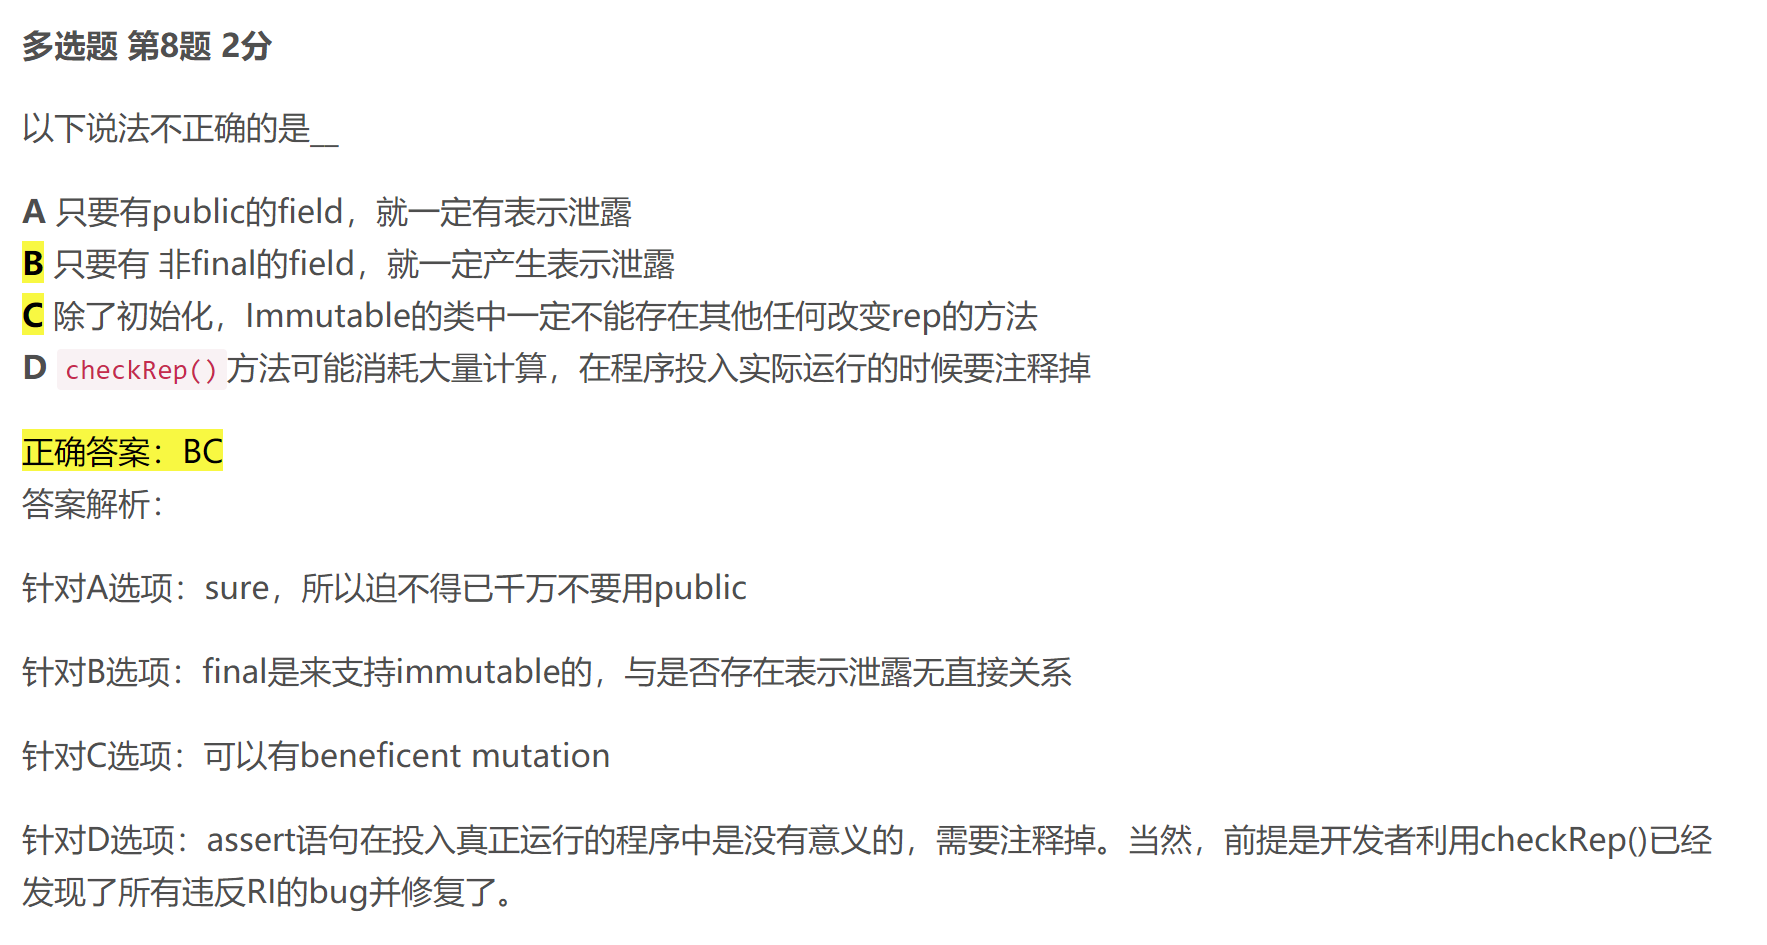 多选题 第8题 2分
以下说法不正确的是__
A 只要有public的field，就一定有表示泄露
B 只要有 非final的field，就一定产生表示泄露
C 除了初始化，Immutable的类中一定不能存在其他任何改变rep的方法
D checkRep()方法可能消耗大量计算，在程序投入实际运行的时候要注释掉
正确答案：BC
答案解析：
针对A选项：sure，所以迫不得已千万不要用public
针对B选项：final是来支持immutable的，与是否存在表示泄露无直接关系
针对C选项：可以有beneficent mutation
针对D选项：assert语句在投入真正运行的程序中是没有意义的，需要注释掉。当然，前提是开发者利用checkRep()已经
发现了所有违反RI的bug并修复了。